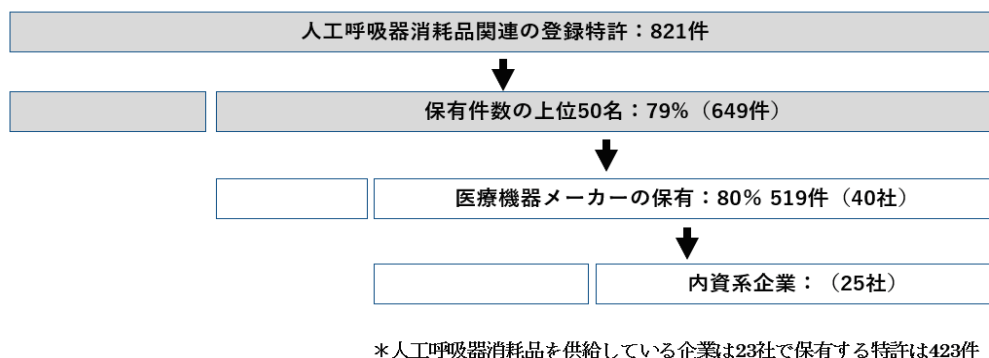 人工呼吸器消耗品関連の登録特許：821件
保有件数の上位50名：79%（649件）
医療機器メーカーの保有：80% 519件（40社）
内資系企業：（25社）
＊人工呼吸器消耗品を供給している企業は23社で保有する特許は423件